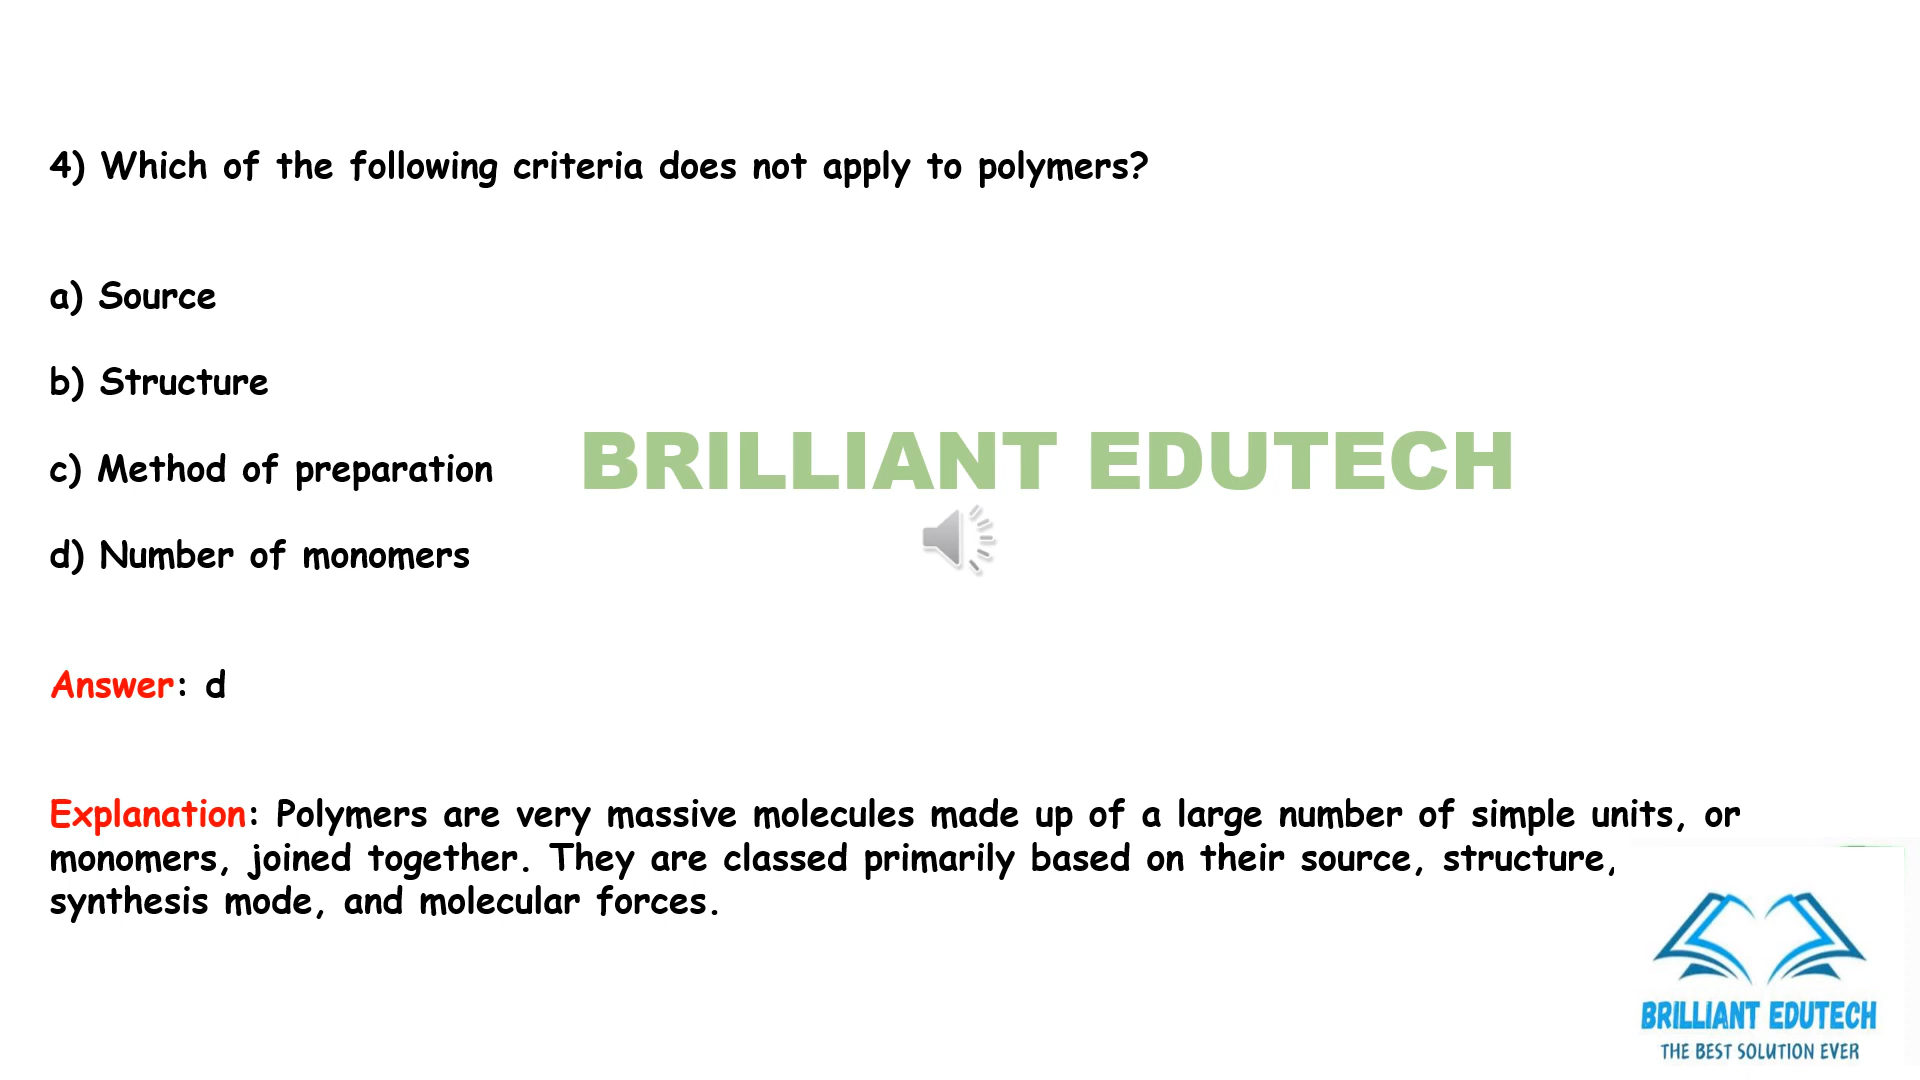 4) Which of the following criteria does not apply to polymers?
a) Source
b) Structure
c) Method of preparation
d) Number of monomers
BRILLIANT EDUTECH
Answer: d
Explanation: Polymers are very massive molecules made up of a large number of simple units, or
monomers, joined together. They are classed primarily based on their source, structure,
synthesis mode, and molecular forces.
BRILLIANT EDUTECH
THE BEST SOLUTION EVER